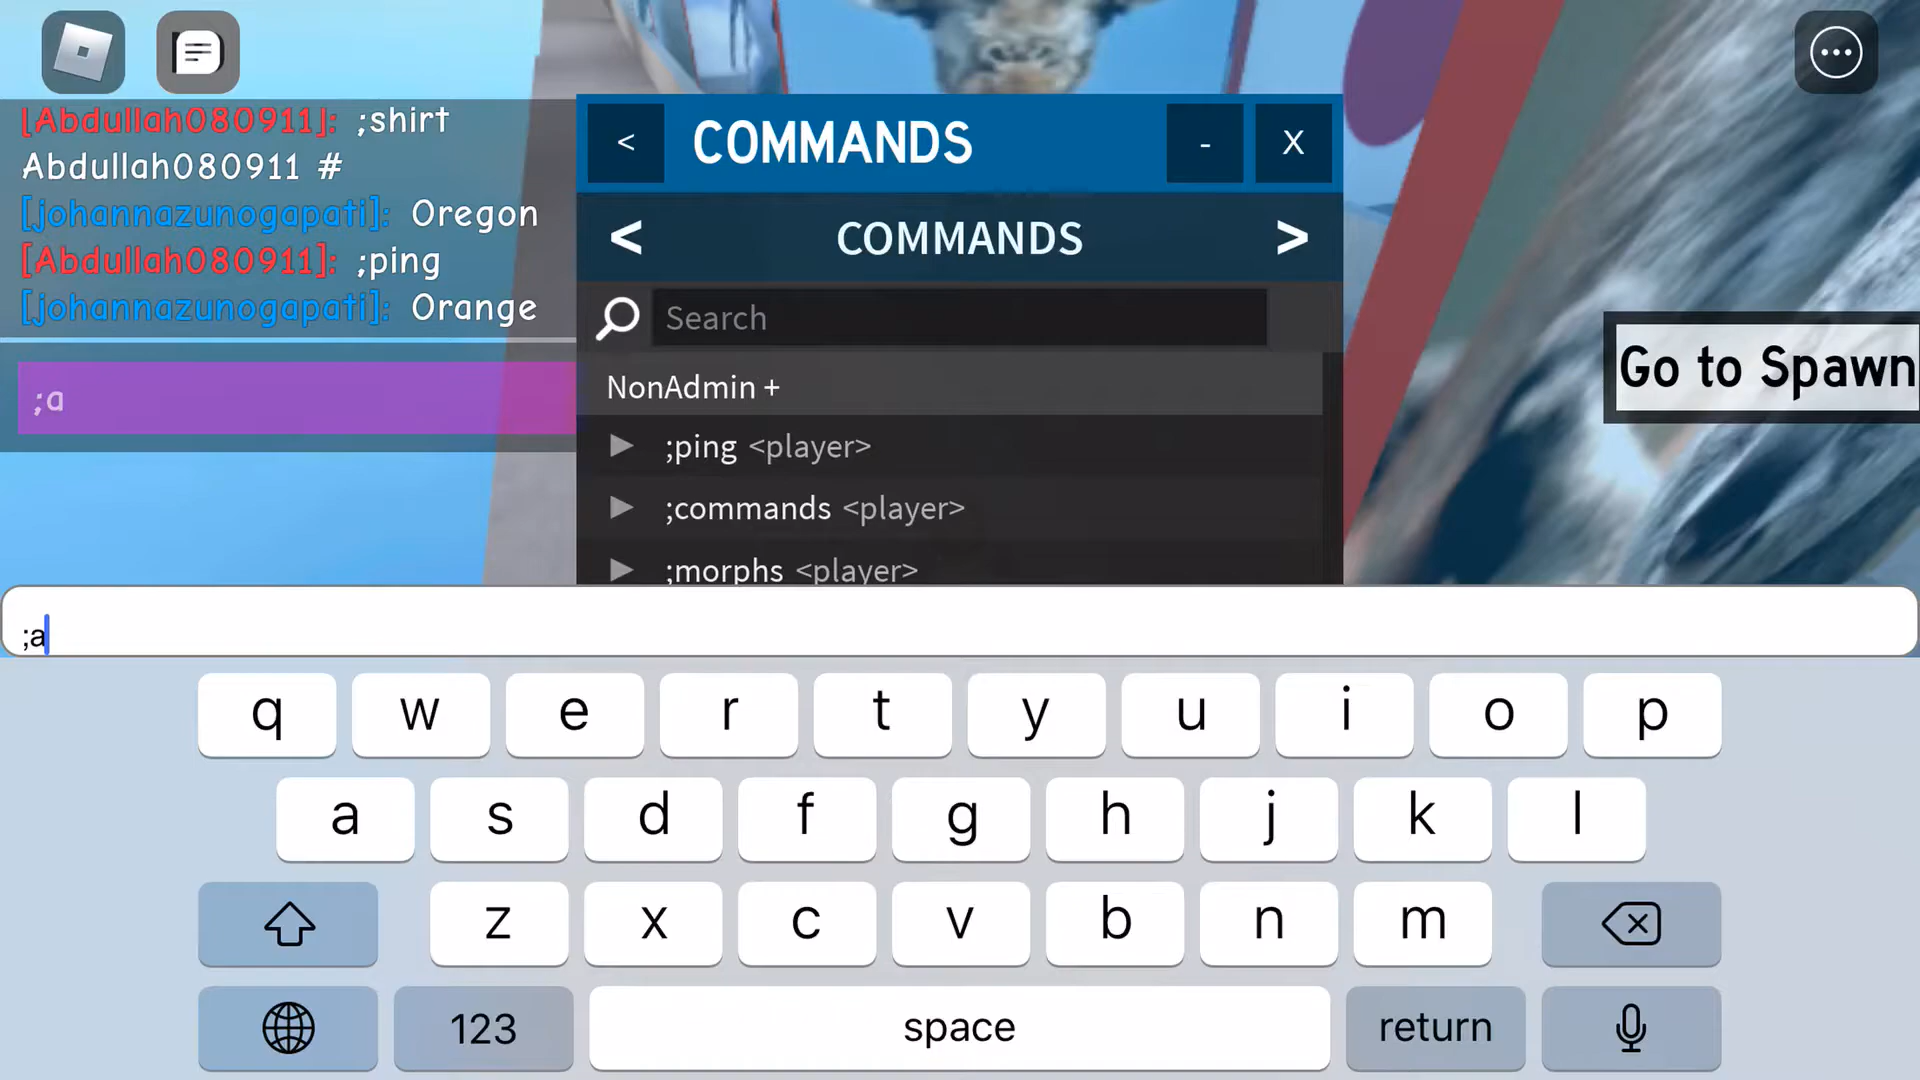 [Abdullah080911]: ;shirt
Abdullah080911 #
[johannazunogapati]: Oregon
[Abdullah080911]: ;ping
[johannazunogapati]: Orange
;a
< COMMANDS - X
< COMMANDS >
Search
NonAdmin +
;ping <player>
;commands <player>
;morphs <player>
Go to Spawn
;a
q w e r t y u i o p
a s d f g h j k l
z x c v b n m
123 space return